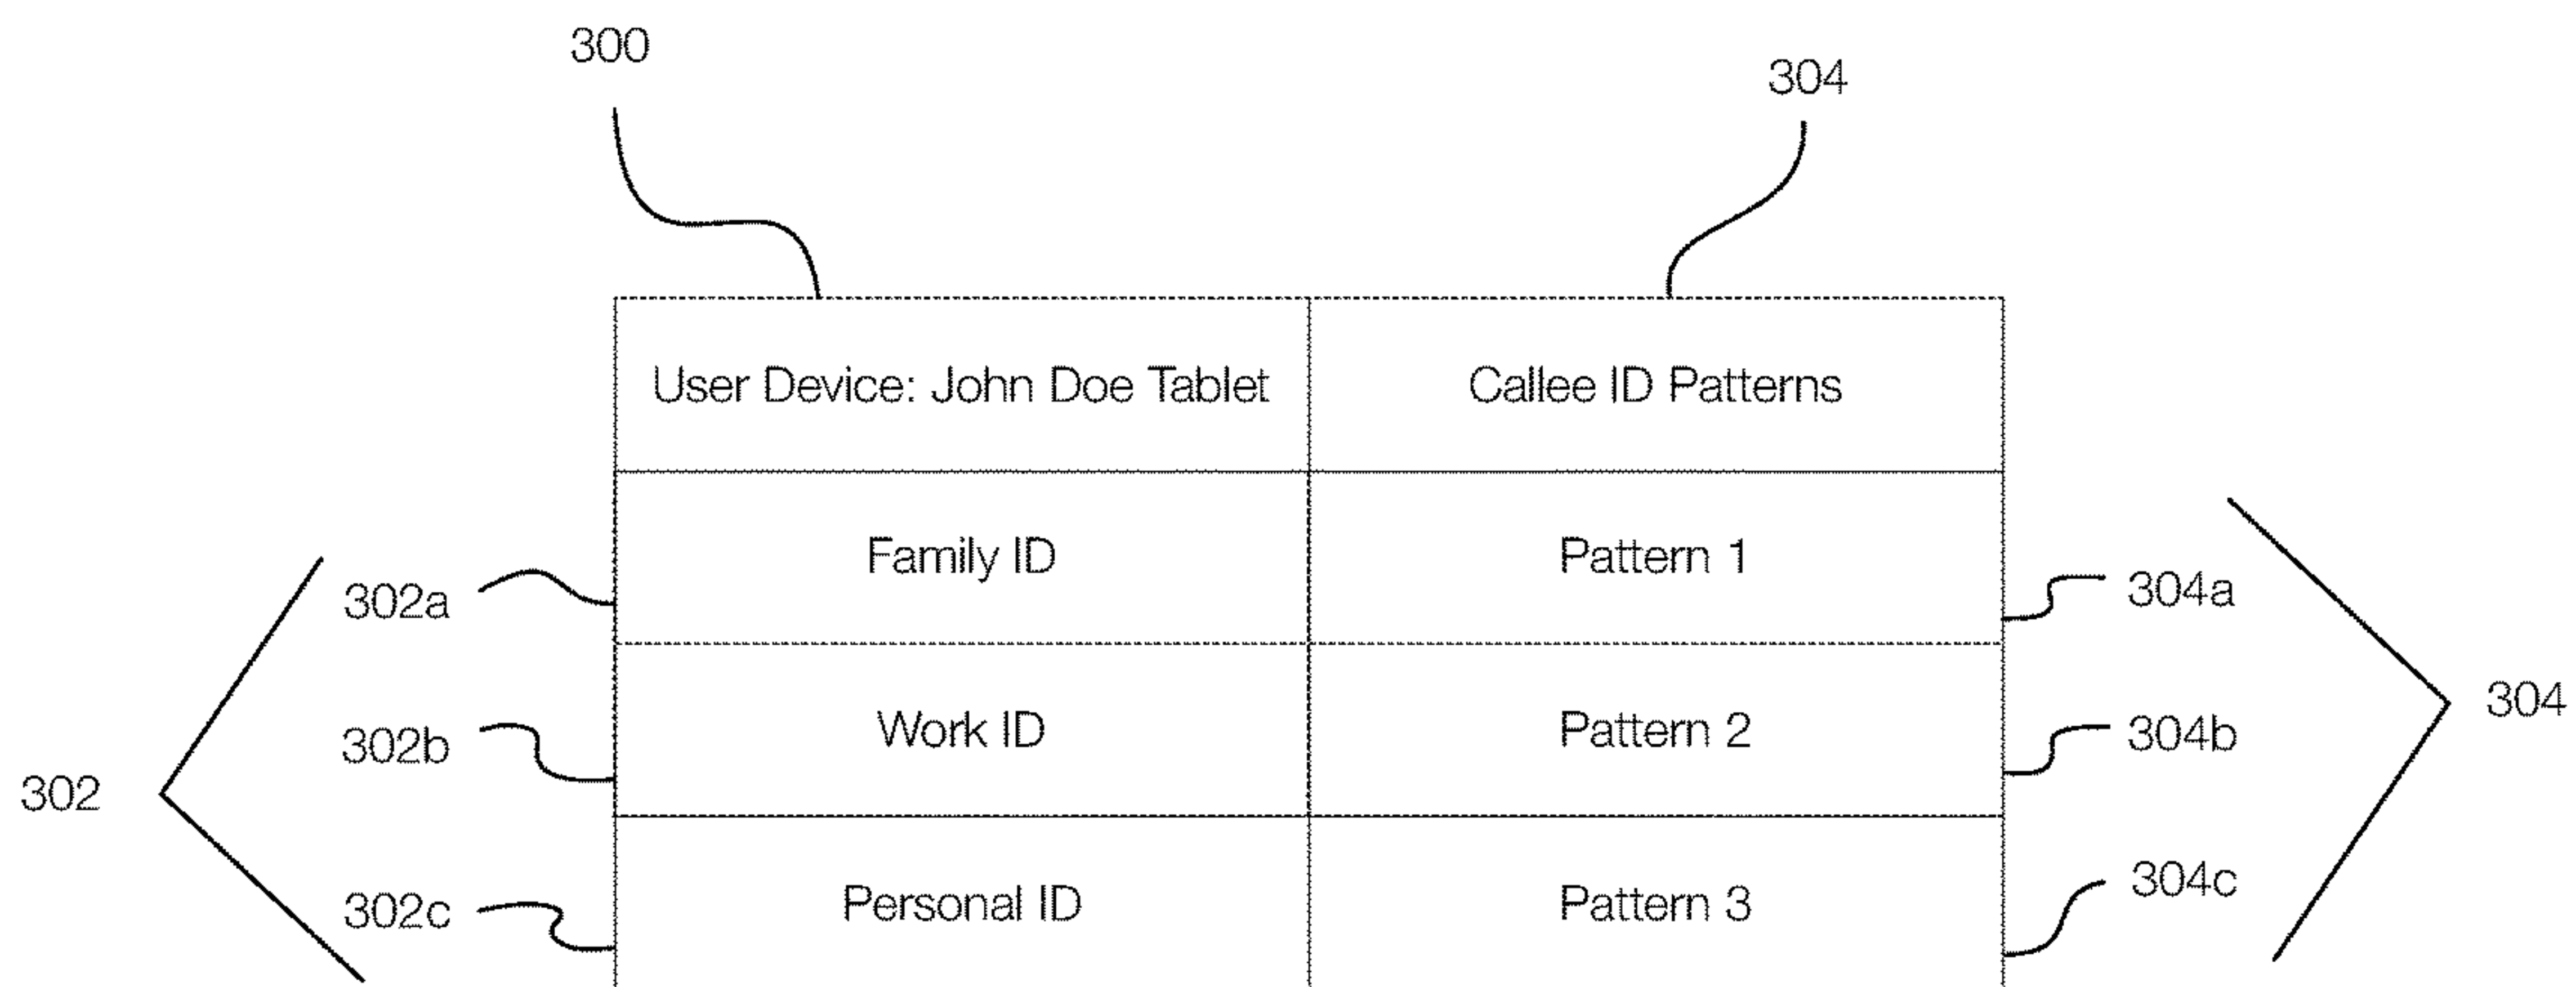 300
304
User Device: John Doe Tablet
Callee ID Patterns
Family ID
Pattern 1
302a
304a
Work ID
Pattern 2
302b
304b
302
304
Personal ID
Pattern 3
302c
304c